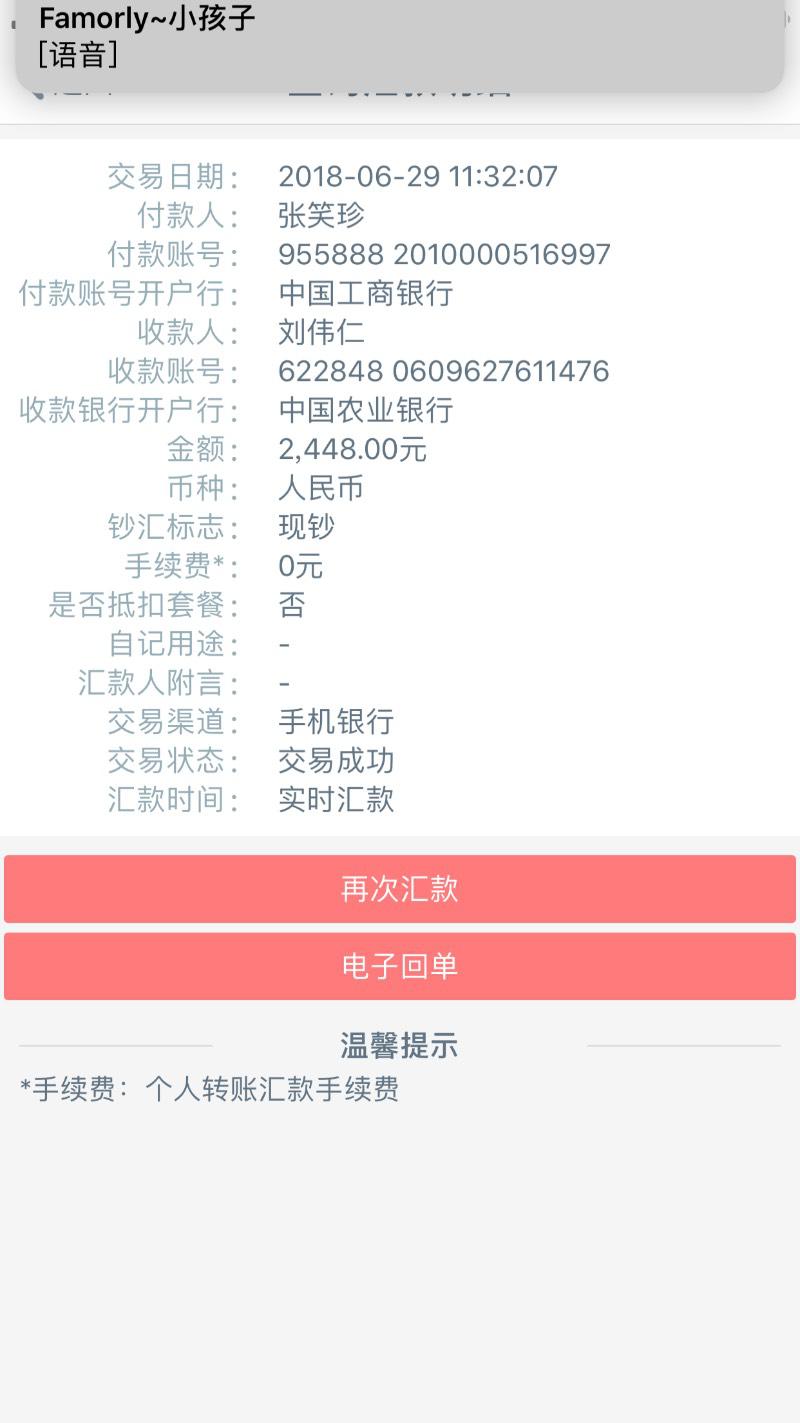 Famorly~小孩子
[语音]
交易日期： 2018-06-29 11:32:07
付款人： 张笑珍
付款账号： 955888 2010000516997
付款账号开户行： 中国工商银行
收款人： 刘伟仁
收款账号： 622848 0609627611476
收款银行开户行： 中国农业银行
金额： 2,448.00元
币种： 人民币
钞汇标志： 现钞
手续费*： 0元
是否抵扣套餐： 否
自记用途： -
汇款人附言： -
交易渠道： 手机银行
交易状态： 交易成功
汇款时间： 实时汇款
再次汇款
电子回单
温馨提示
*手续费：个人转账汇款手续费